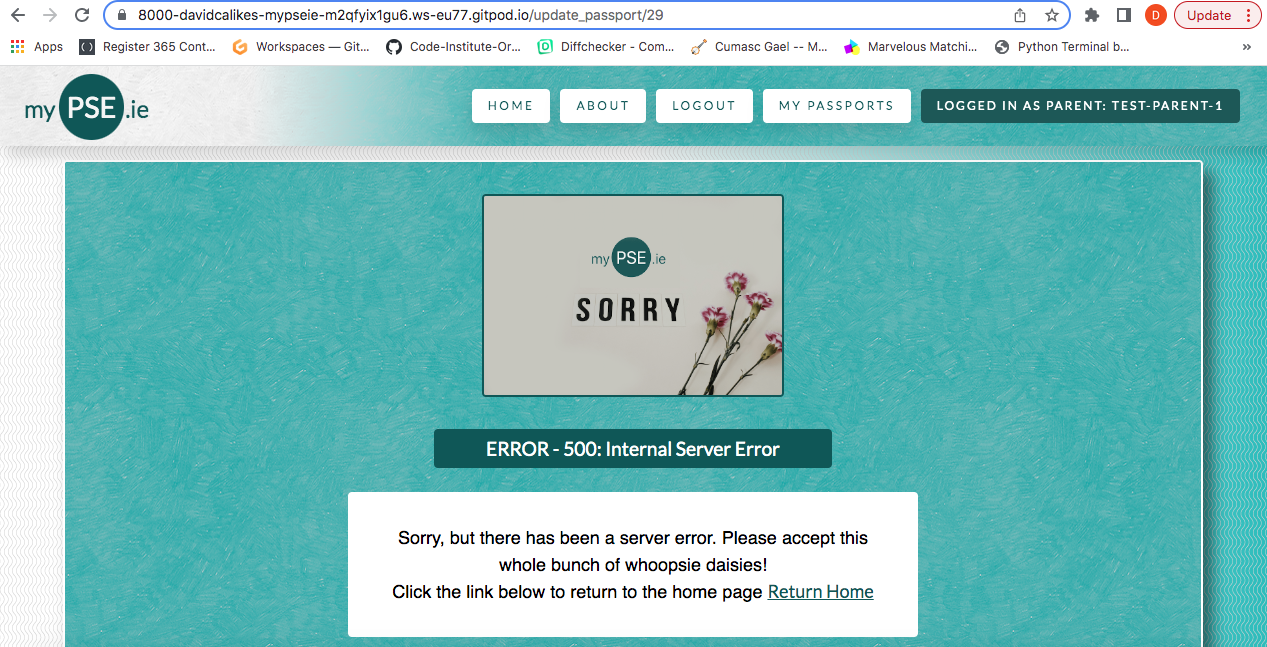 8000-davidcalikes-mypseie-m2qfyix1gu6.ws-eu77.gitpod.io/update_passport/29
D
Update
Apps
Register 365 Cont...
Workspaces — Git...
Code-Institute-Or...
Diffchecker - Com...
Cumasc Gael -- M...
Marvelous Matchi...
Python Terminal b...
»
my PSE .ie
HOME
ABOUT
LOGOUT
MY PASSPORTS
LOGGED IN AS PARENT: TEST-PARENT-1
my PSE .ie
SORRY
ERROR - 500: Internal Server Error
Sorry, but there has been a server error. Please accept this
whole bunch of whoopsie daisies!
Click the link below to return to the home page Return Home